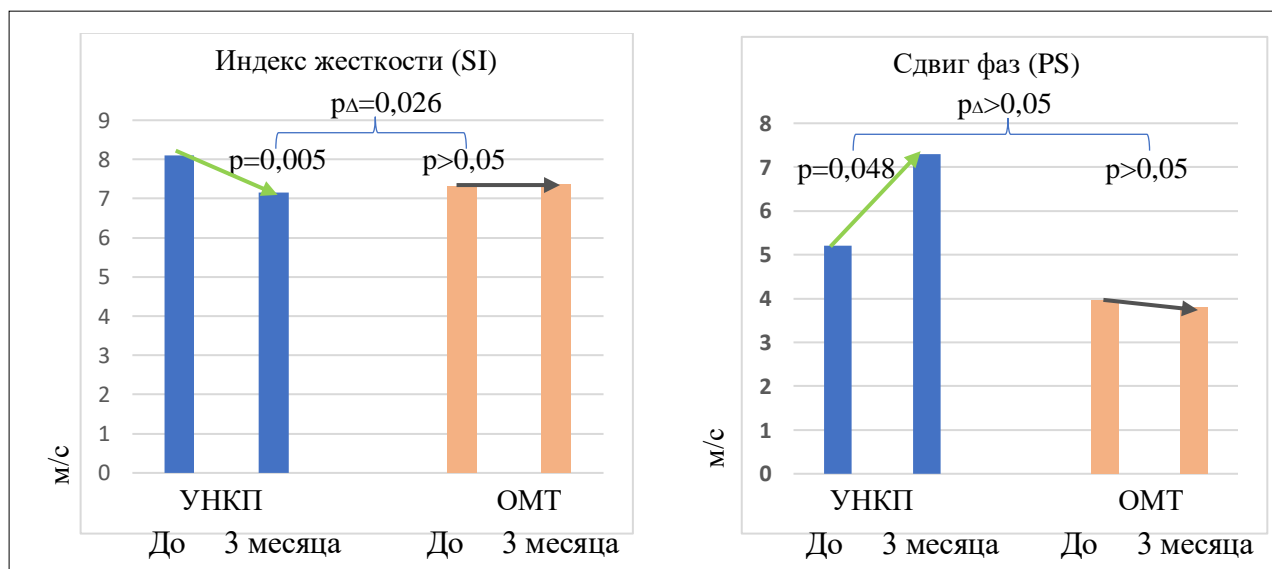 Индекс жесткости (SI)
p∆=0,026
p=0,005 p>0,05
9
8
7
6
5
4
3
2
1
0
м/с
УНКП ОМТ
До 3 месяца До 3 месяца
Сдвиг фаз (PS)
p∆>0,05
p=0,048 p>0,05
8
7
6
5
4
3
2
1
0
м/с
УНКП ОМТ
До 3 месяца До 3 месяца